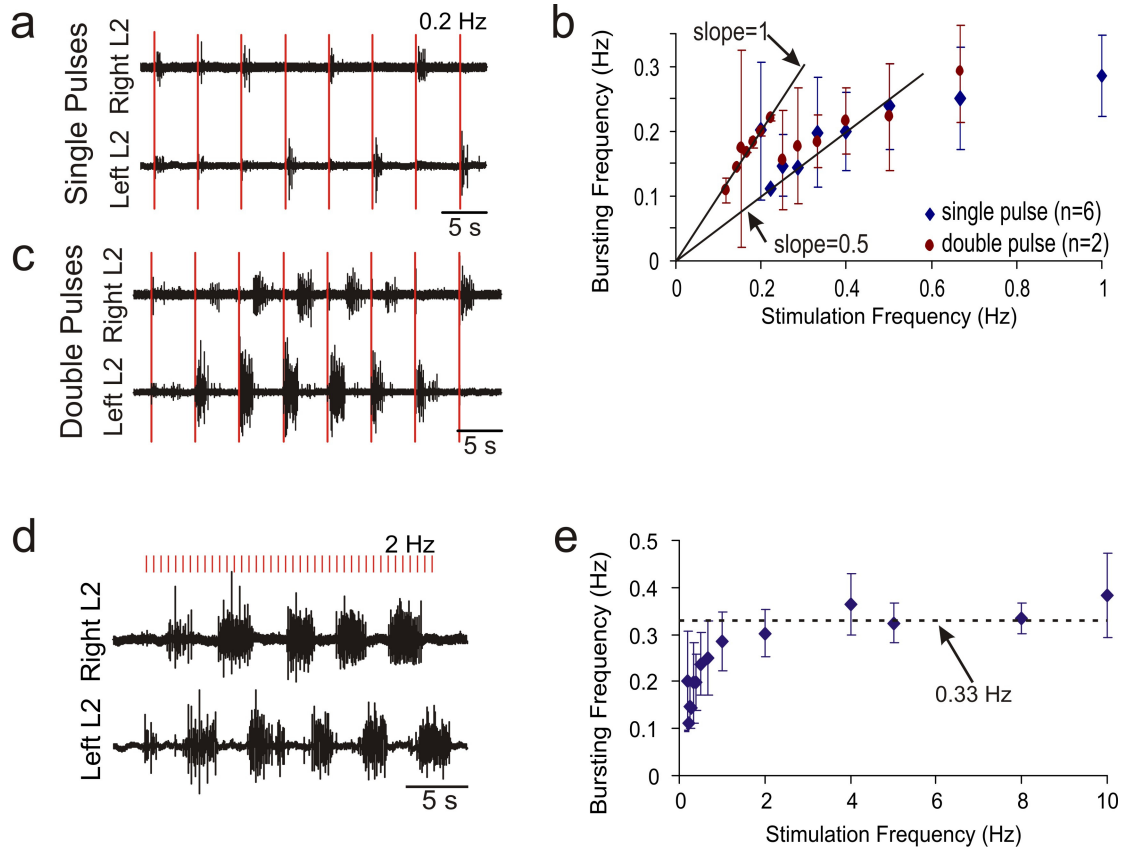 a
Single Pulses
Right L2
Left L2
0.2 Hz
5 s
b
Bursting Frequency (Hz)
0.3
0.2
0.1
0
slope=1
slope=0.5
single pulse (n=6)
double pulse (n=2)
0 0.2 0.4 0.6 0.8 1
Stimulation Frequency (Hz)
c
Double Pulses
Right L2
Left L2
5 s
d
2 Hz
Right L2
Left L2
5 s
e
Bursting Frequency (Hz)
0.5
0.4
0.3
0.2
0.1
0
0.33 Hz
0 2 4 6 8 10
Stimulation Frequency (Hz)